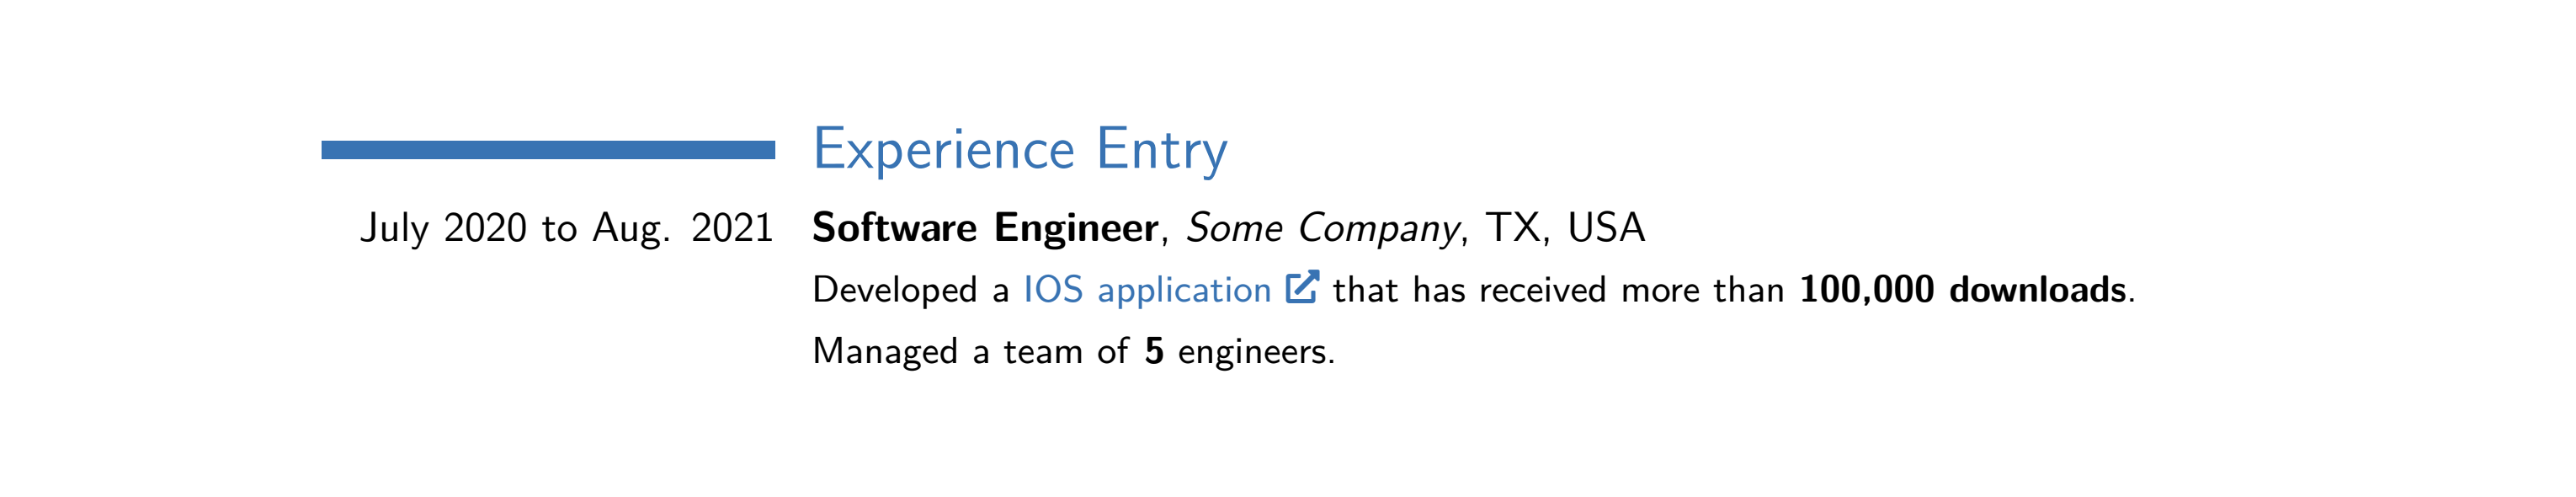 Experience Entry
July 2020 to Aug. 2021 Software Engineer, Some Company, TX, USA
Developed a IOS application that has received more than 100,000 downloads.
Managed a team of 5 engineers.